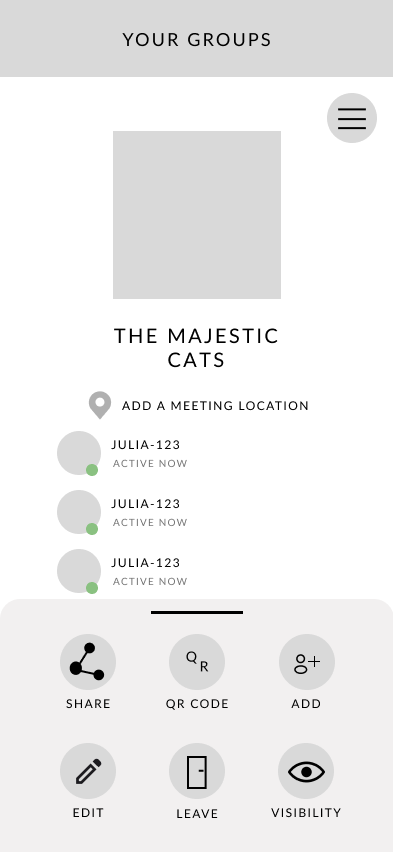 YOUR GROUPS
THE MAJESTIC
CATS
ADD A MEETING LOCATION
JULIA-123
ACTIVE NOW
JULIA-123
ACTIVE NOW
JULIA-123
ACTIVE NOW
Q
R
SHARE
QR CODE
ADD
EDIT
LEAVE
VISIBILITY